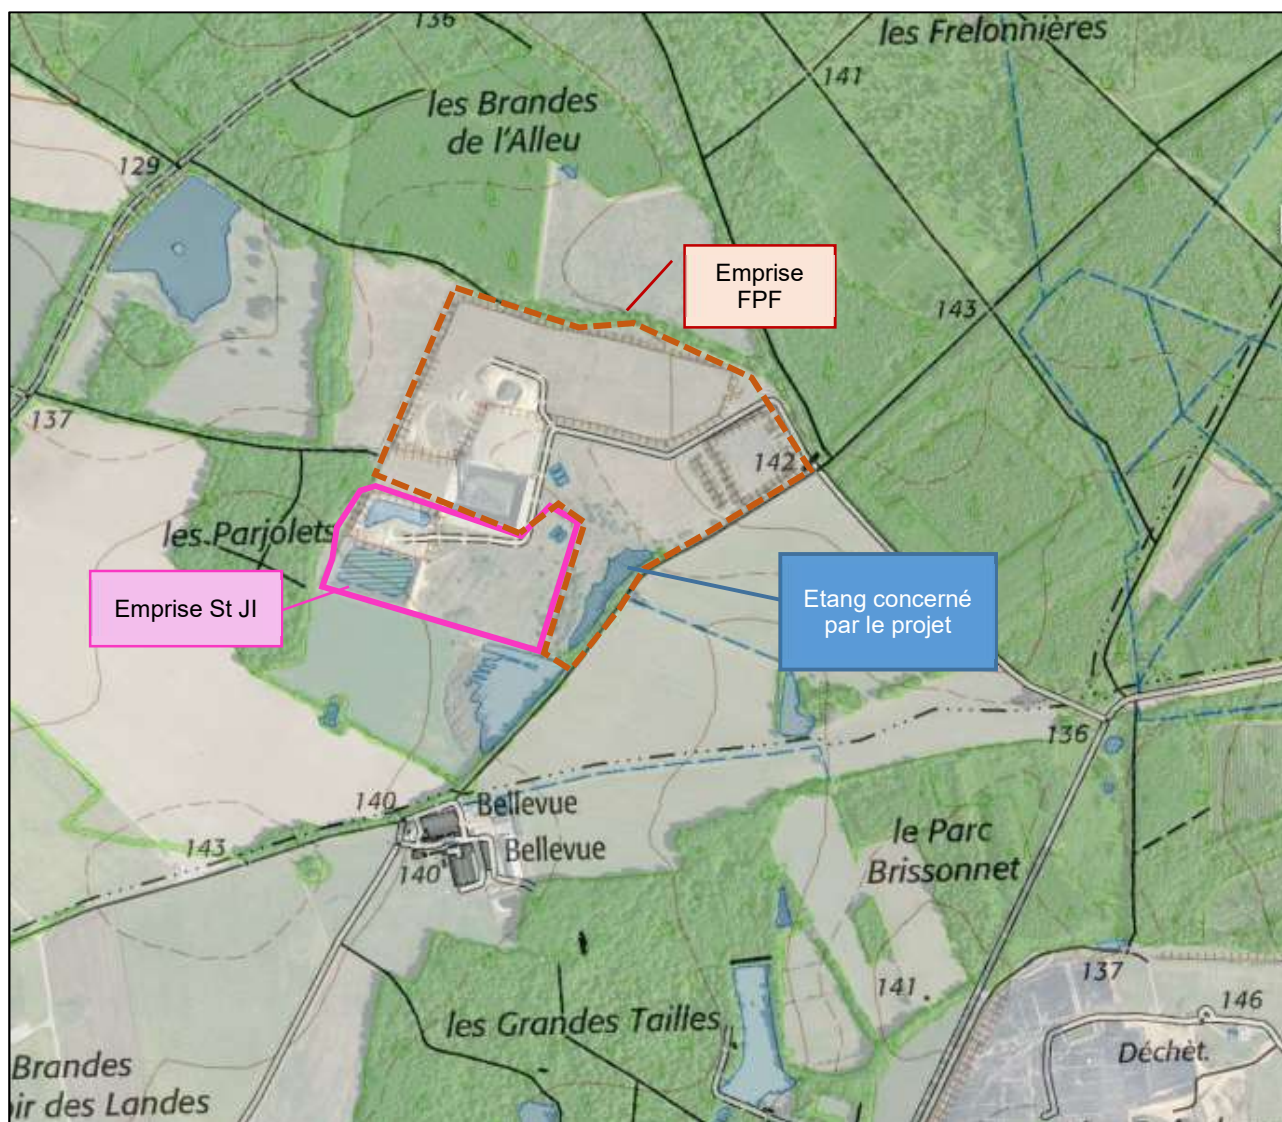 136
les Frelonnières
141
les Brandes
de l'Alleu
129
Emprise
FPF
143
137
142
les Parjolets
Emprise St JI
Etang concerné
par le projet
136
140
Bellevue
143
Bellevue
140
le Parc
Brissonnet
137
141
146
les Grandes Tailles
Déchèt.
Brandes
ir des Landes